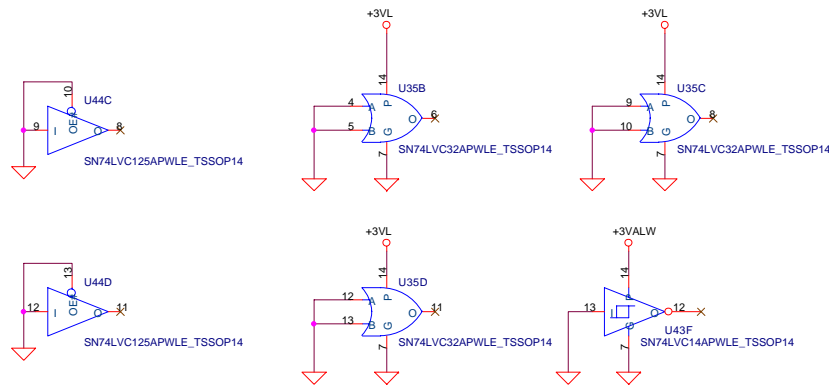 +3VL
+3VL
U44C
10
9
I
OE#
O
8
SN74LVC125APWLE_TSSOP14
U35B
14
4
A
P
5
B
G
O
6
7
SN74LVC32APWLE_TSSOP14
U35C
14
9
A
P
10
B
G
O
8
7
SN74LVC32APWLE_TSSOP14
+3VL
+3VALW
U44D
13
12
I
OE#
O
11
SN74LVC125APWLE_TSSOP14
U35D
14
12
A
P
13
B
G
O
11
7
SN74LVC32APWLE_TSSOP14
14
13
P
I
O
12
G
U43F
7
SN74LVC14APWLE_TSSOP14